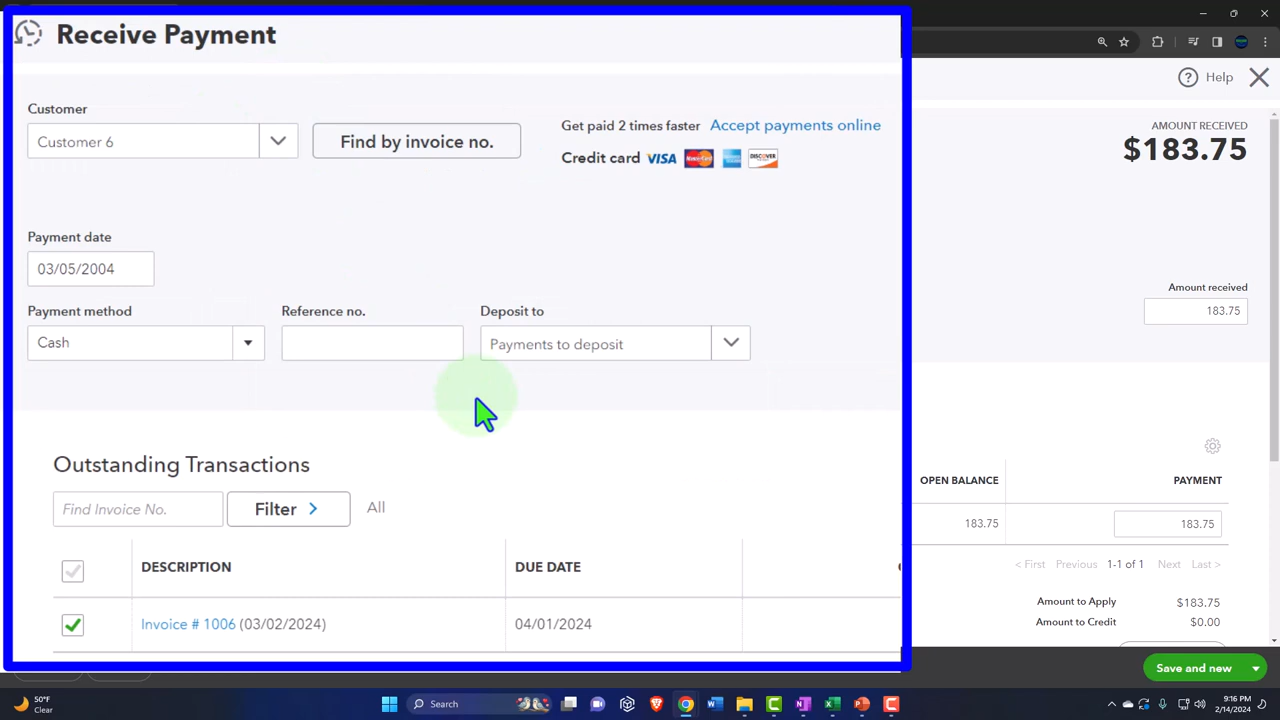 Receive Payment
Help
Customer
Customer 6
Find by invoice no.
Get paid 2 times faster Accept payments online
Credit card VISA MasterCard DISCOVER
AMOUNT RECEIVED
$183.75
Payment date
03/05/2004
Amount received
183.75
Payment method
Reference no.
Deposit to
Cash
Payments to deposit
Outstanding Transactions
Find Invoice No.
Filter
All
DESCRIPTION
DUE DATE
OPEN BALANCE
PAYMENT
Invoice # 1006 (03/02/2024)
04/01/2024
183.75
183.75
< First Previous 1-1 of 1 Next Last >
Amount to Apply $183.75
Amount to Credit $0.00
Save and new
50°F
Clear
Search
9:16 PM
2/14/2024